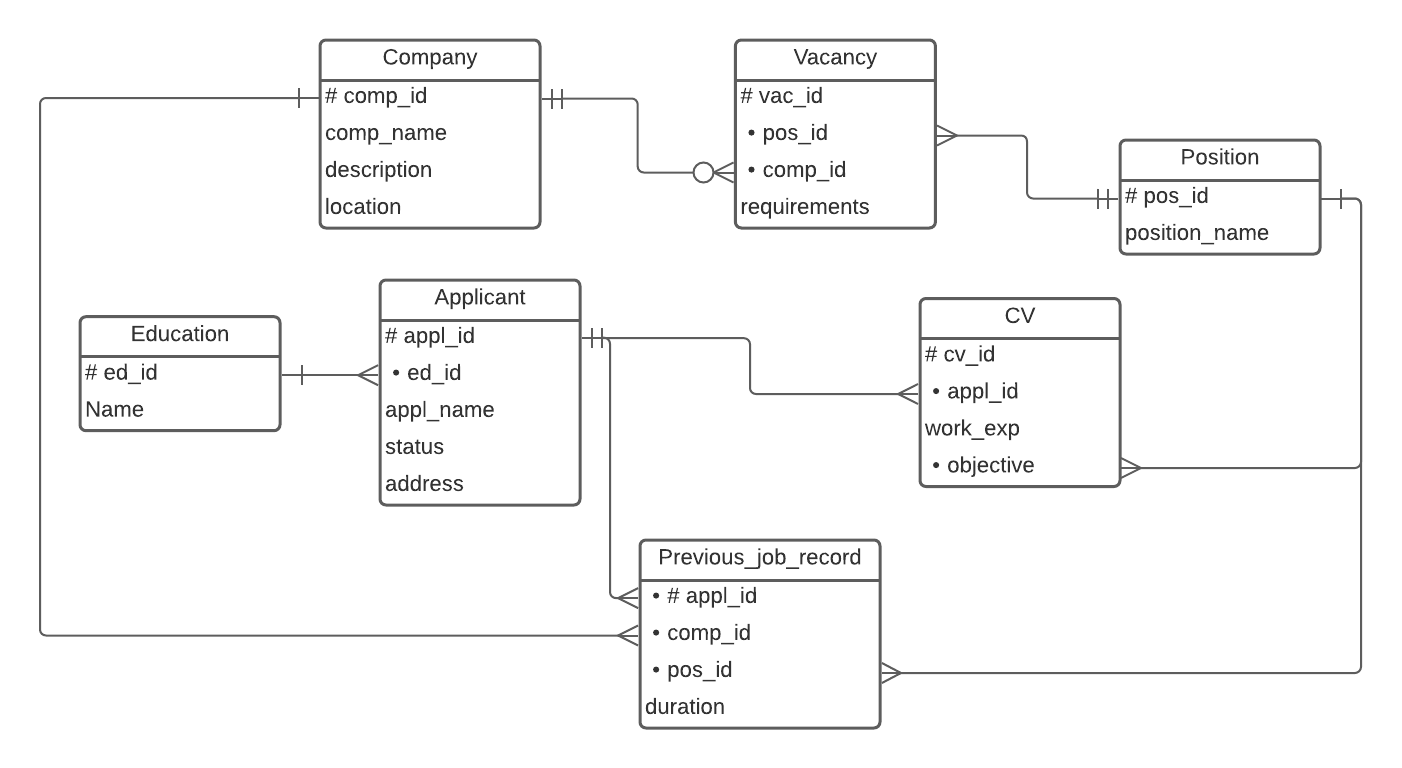 Company
# comp_id
comp_name
description
location
Vacancy
# vac_id
• pos_id
• comp_id
requirements
Position
# pos_id
position_name
Education
# ed_id
Name
Applicant
# appl_id
• ed_id
appl_name
status
address
CV
# cv_id
• appl_id
work_exp
• objective
Previous_job_record
• # appl_id
• comp_id
• pos_id
duration